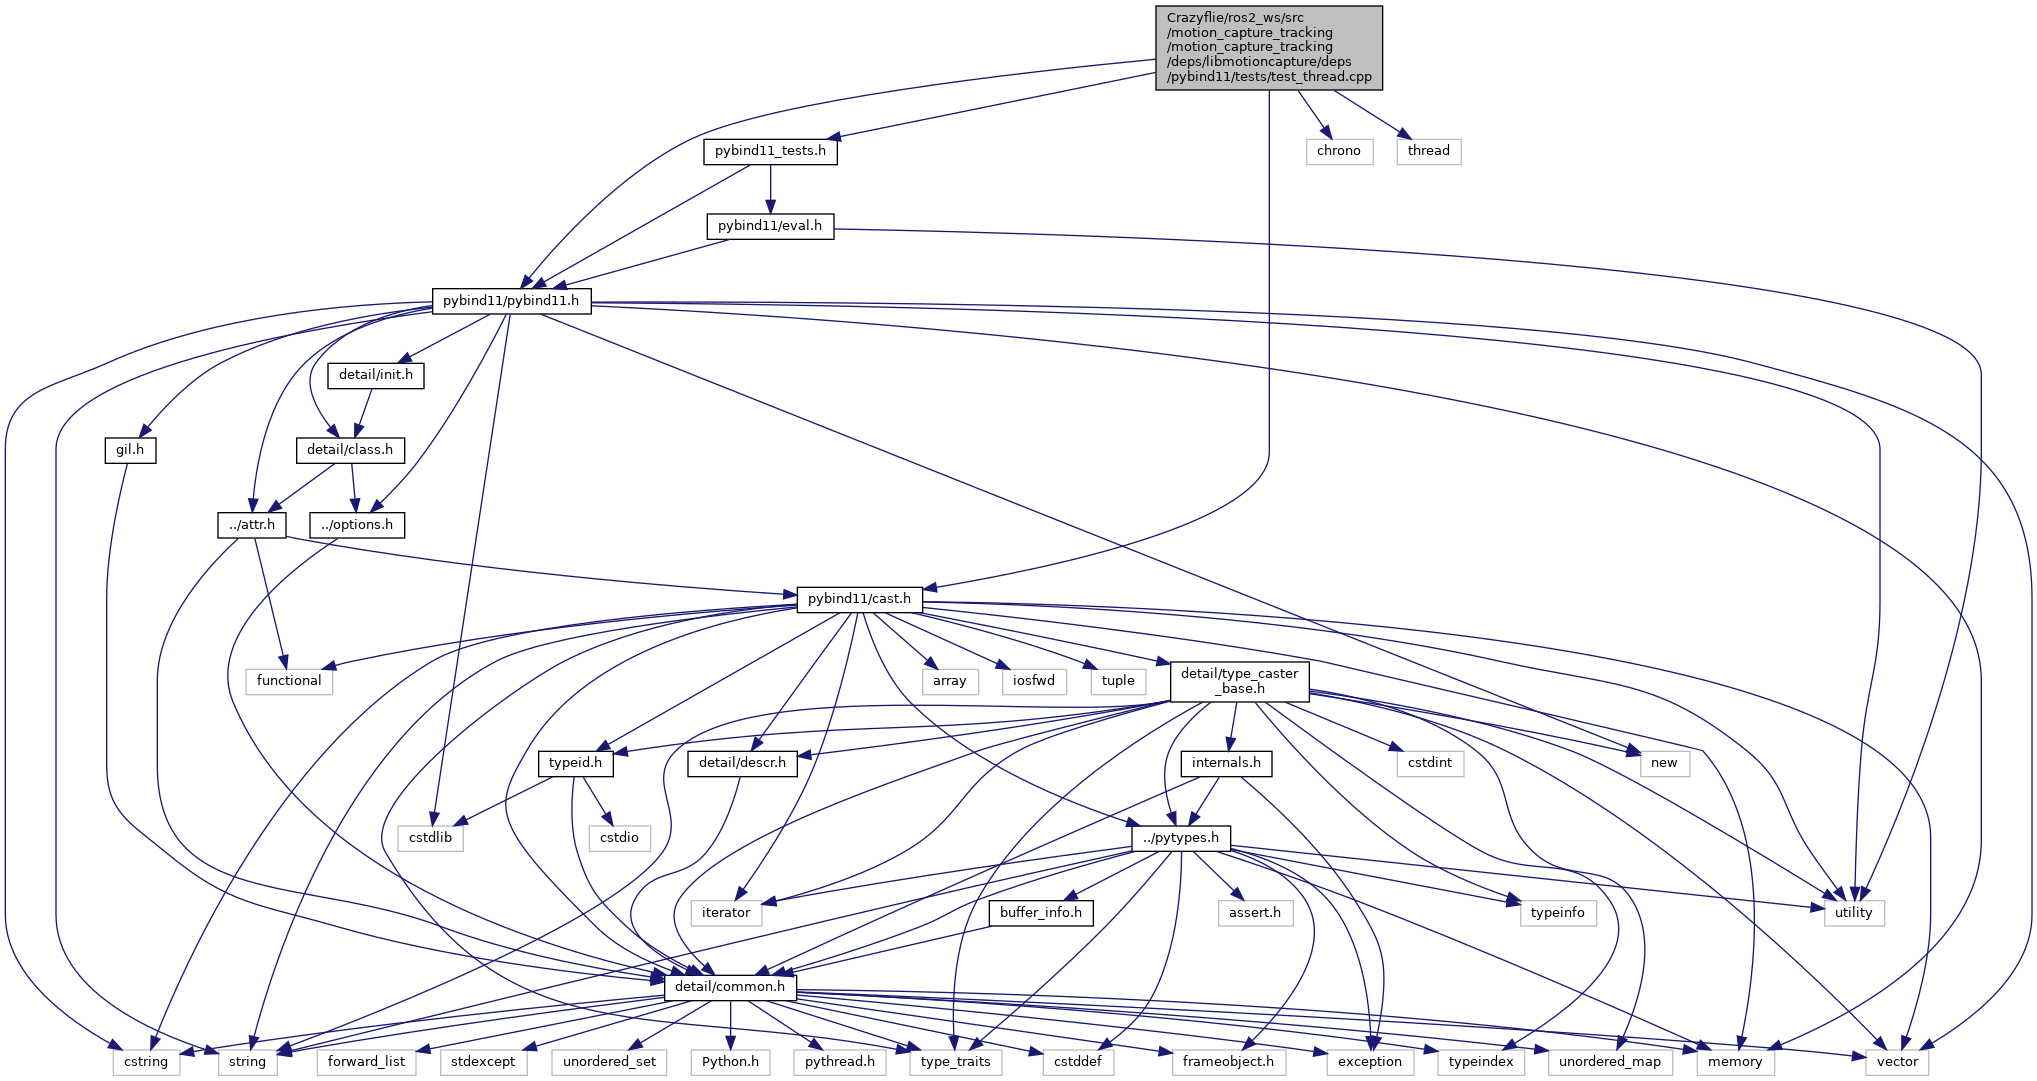 Crazyflie/ros2_ws/src
/motion_capture_tracking
/motion_capture_tracking
/deps/libmotioncapture/deps
/pybind11/tests/test_thread.cpp
pybind11_tests.h
chrono
thread
pybind11/eval.h
pybind11/pybind11.h
detail/init.h
gil.h
detail/class.h
../attr.h
../options.h
pybind11/cast.h
functional
array
iosfwd
tuple
detail/type_caster
_base.h
typeid.h
detail/descr.h
internals.h
cstdint
new
cstdlib
cstdio
../pytypes.h
iterator
buffer_info.h
assert.h
typeinfo
utility
detail/common.h
cstring
string
forward_list
stdexcept
unordered_set
Python.h
pythread.h
type_traits
cstddef
frameobject.h
exception
typeindex
unordered_map
memory
vector